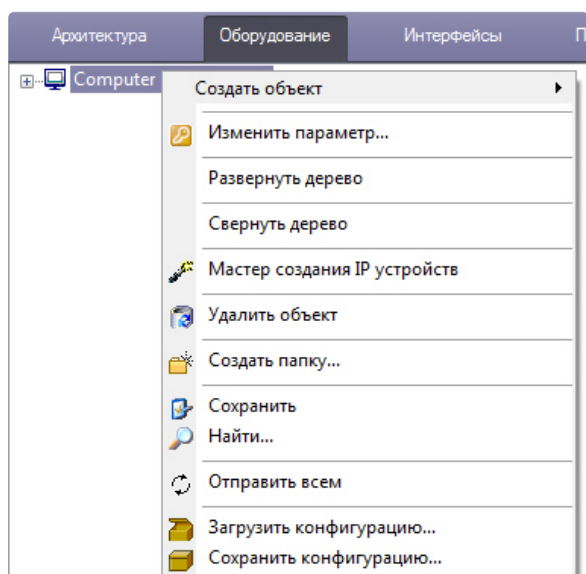 Архитектура Оборудование Интерфейсы П
Computer
Создать объект
Изменить параметр...
Развернуть дерево
Свернуть дерево
Мастер создания IP устройств
Удалить объект
Создать папку...
Сохранить
Найти...
Отправить всем
Загрузить конфигурацию...
Сохранить конфигурацию...